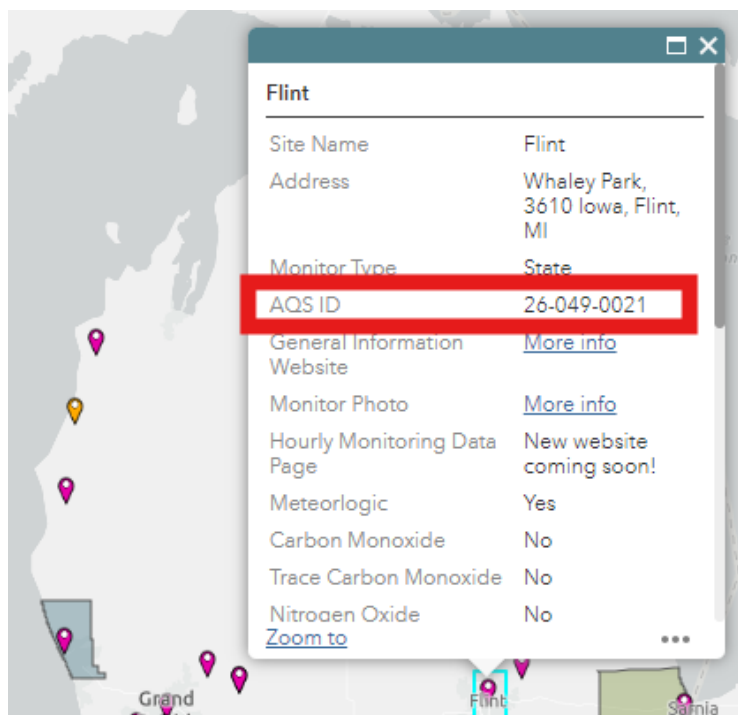 Flint
Site Name Flint
Address Whaley Park,
3610 Iowa, Flint,
MI
Monitor Type State
AQS ID 26-049-0021
General Information More info
Website
Monitor Photo More info
Hourly Monitoring Data New website
Page coming soon!
Meteorlogic Yes
Carbon Monoxide No
Trace Carbon Monoxide No
Nitrogen Oxide No
Zoom to
Grand
Flint
Sarnia